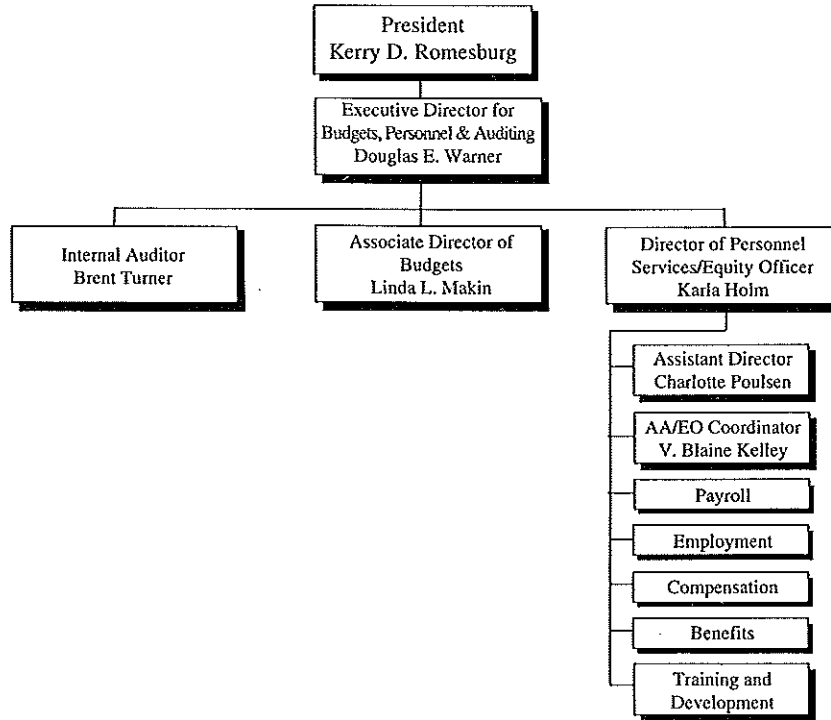 President
Kerry D. Romesburg
Executive Director for
Budgets, Personnel & Auditing
Douglas E. Warner
Internal Auditor
Brent Turner
Associate Director of
Budgets
Linda L. Makin
Director of Personnel
Services/Equity Officer
Karla Holm
Assistant Director
Charlotte Poulsen
AA/EO Coordinator
V. Blaine Kelley
Payroll
Employment
Compensation
Benefits
Training and
Development